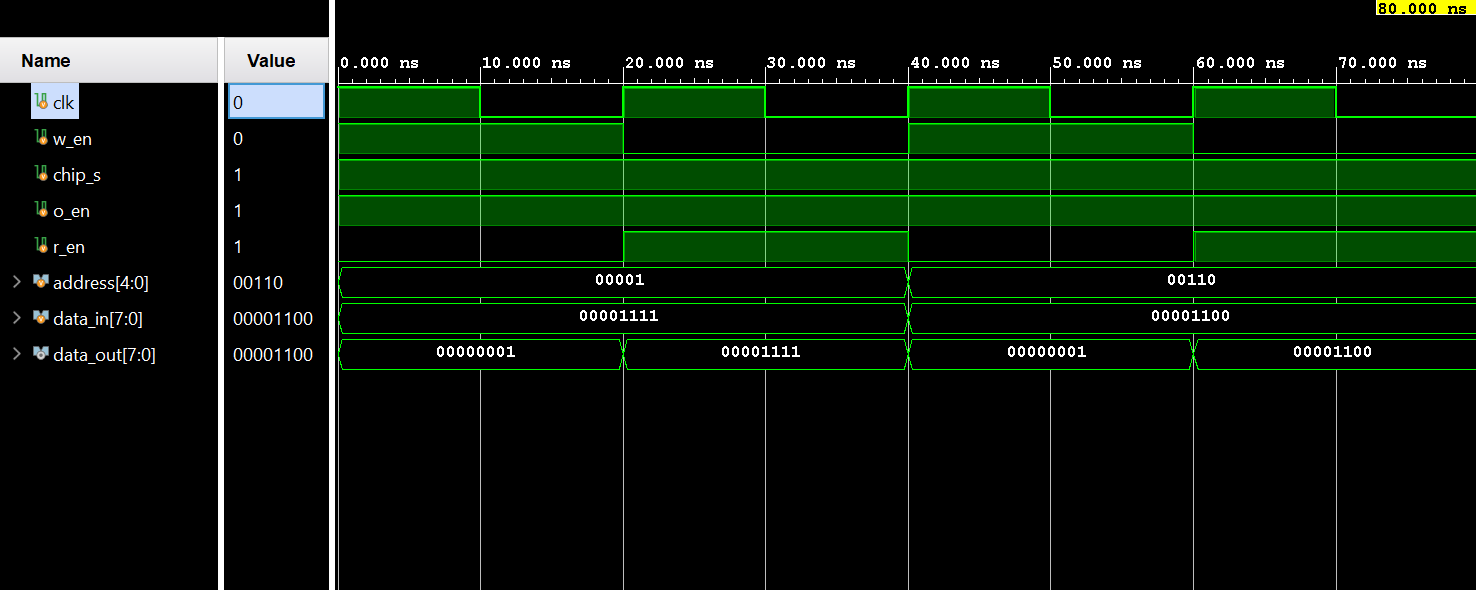 80.000 ns
Name Value
0.000 ns 10.000 ns 20.000 ns 30.000 ns 40.000 ns 50.000 ns 60.000 ns 70.000 ns
clk 0
w_en 0
chip_s 1
o_en 1
r_en 1
address[4:0] 00110 00001 00110
data_in[7:0] 00001100 00001111 00001100
data_out[7:0] 00001100 00000001 00001111 00000001 00001100